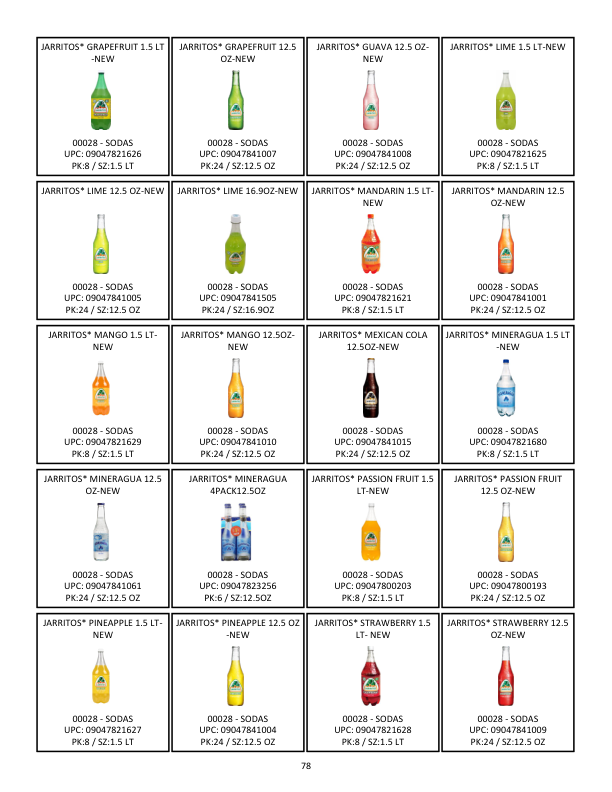 JARRITOS* GRAPEFRUIT 1.5 LT
-NEW
00028 - SODAS
UPC: 09047821626
PK:8 / SZ:1.5 LT
JARRITOS* GRAPEFRUIT 12.5
OZ-NEW
00028 - SODAS
UPC: 09047841007
PK:24 / SZ:12.5 OZ
JARRITOS* GUAVA 12.5 OZ-
NEW
00028 - SODAS
UPC: 09047841008
PK:24 / SZ:12.5 OZ
JARRITOS* LIME 1.5 LT-NEW
00028 - SODAS
UPC: 09047821625
PK:8 / SZ:1.5 LT
JARRITOS* LIME 12.5 OZ-NEW
00028 - SODAS
UPC: 09047841005
PK:24 / SZ:12.5 OZ
JARRITOS* LIME 16.9OZ-NEW
00028 - SODAS
UPC: 09047841505
PK:24 / SZ:16.9OZ
JARRITOS* MANDARIN 1.5 LT-
NEW
00028 - SODAS
UPC: 09047821621
PK:8 / SZ:1.5 LT
JARRITOS* MANDARIN 12.5
OZ-NEW
00028 - SODAS
UPC: 09047841001
PK:24 / SZ:12.5 OZ
JARRITOS* MANGO 1.5 LT-
NEW
00028 - SODAS
UPC: 09047821629
PK:8 / SZ:1.5 LT
JARRITOS* MANGO 12.5OZ-
NEW
00028 - SODAS
UPC: 09047841010
PK:24 / SZ:12.5 OZ
JARRITOS* MEXICAN COLA
12.5OZ-NEW
00028 - SODAS
UPC: 09047841015
PK:24 / SZ:12.5 OZ
JARRITOS* MINERAGUA 1.5 LT
-NEW
00028 - SODAS
UPC: 09047821680
PK:8 / SZ:1.5 LT
JARRITOS* MINERAGUA 12.5
OZ-NEW
00028 - SODAS
UPC: 09047841061
PK:24 / SZ:12.5 OZ
JARRITOS* MINERAGUA
4PACK12.5OZ
00028 - SODAS
UPC: 09047823256
PK:6 / SZ:12.5OZ
JARRITOS* PASSION FRUIT 1.5
LT-NEW
00028 - SODAS
UPC: 09047800203
PK:8 / SZ:1.5 LT
JARRITOS* PASSION FRUIT
12.5 OZ-NEW
00028 - SODAS
UPC: 09047800193
PK:24 / SZ:12.5 OZ
JARRITOS* PINEAPPLE 1.5 LT-
NEW
00028 - SODAS
UPC: 09047821627
PK:8 / SZ:1.5 LT
JARRITOS* PINEAPPLE 12.5 OZ
-NEW
00028 - SODAS
UPC: 09047841004
PK:24 / SZ:12.5 OZ
JARRITOS* STRAWBERRY 1.5
LT- NEW
00028 - SODAS
UPC: 09047821628
PK:8 / SZ:1.5 LT
JARRITOS* STRAWBERRY 12.5
OZ-NEW
00028 - SODAS
UPC: 09047841009
PK:24 / SZ:12.5 OZ
78